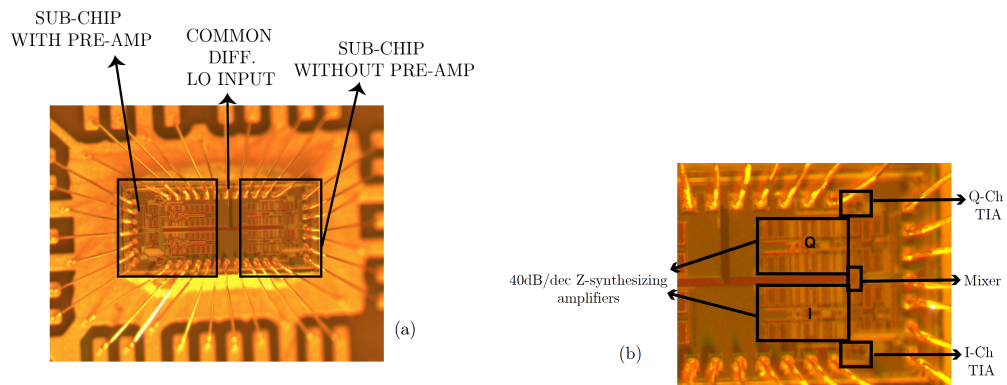 SUB-CHIP
WITH PRE-AMP
COMMON
DIFF.
LO INPUT
SUB-CHIP
WITHOUT PRE-AMP
(a)
Q-Ch
TIA
Q
40dB/dec Z-synthesizing
amplifiers
Mixer
I
I-Ch
TIA
(b)